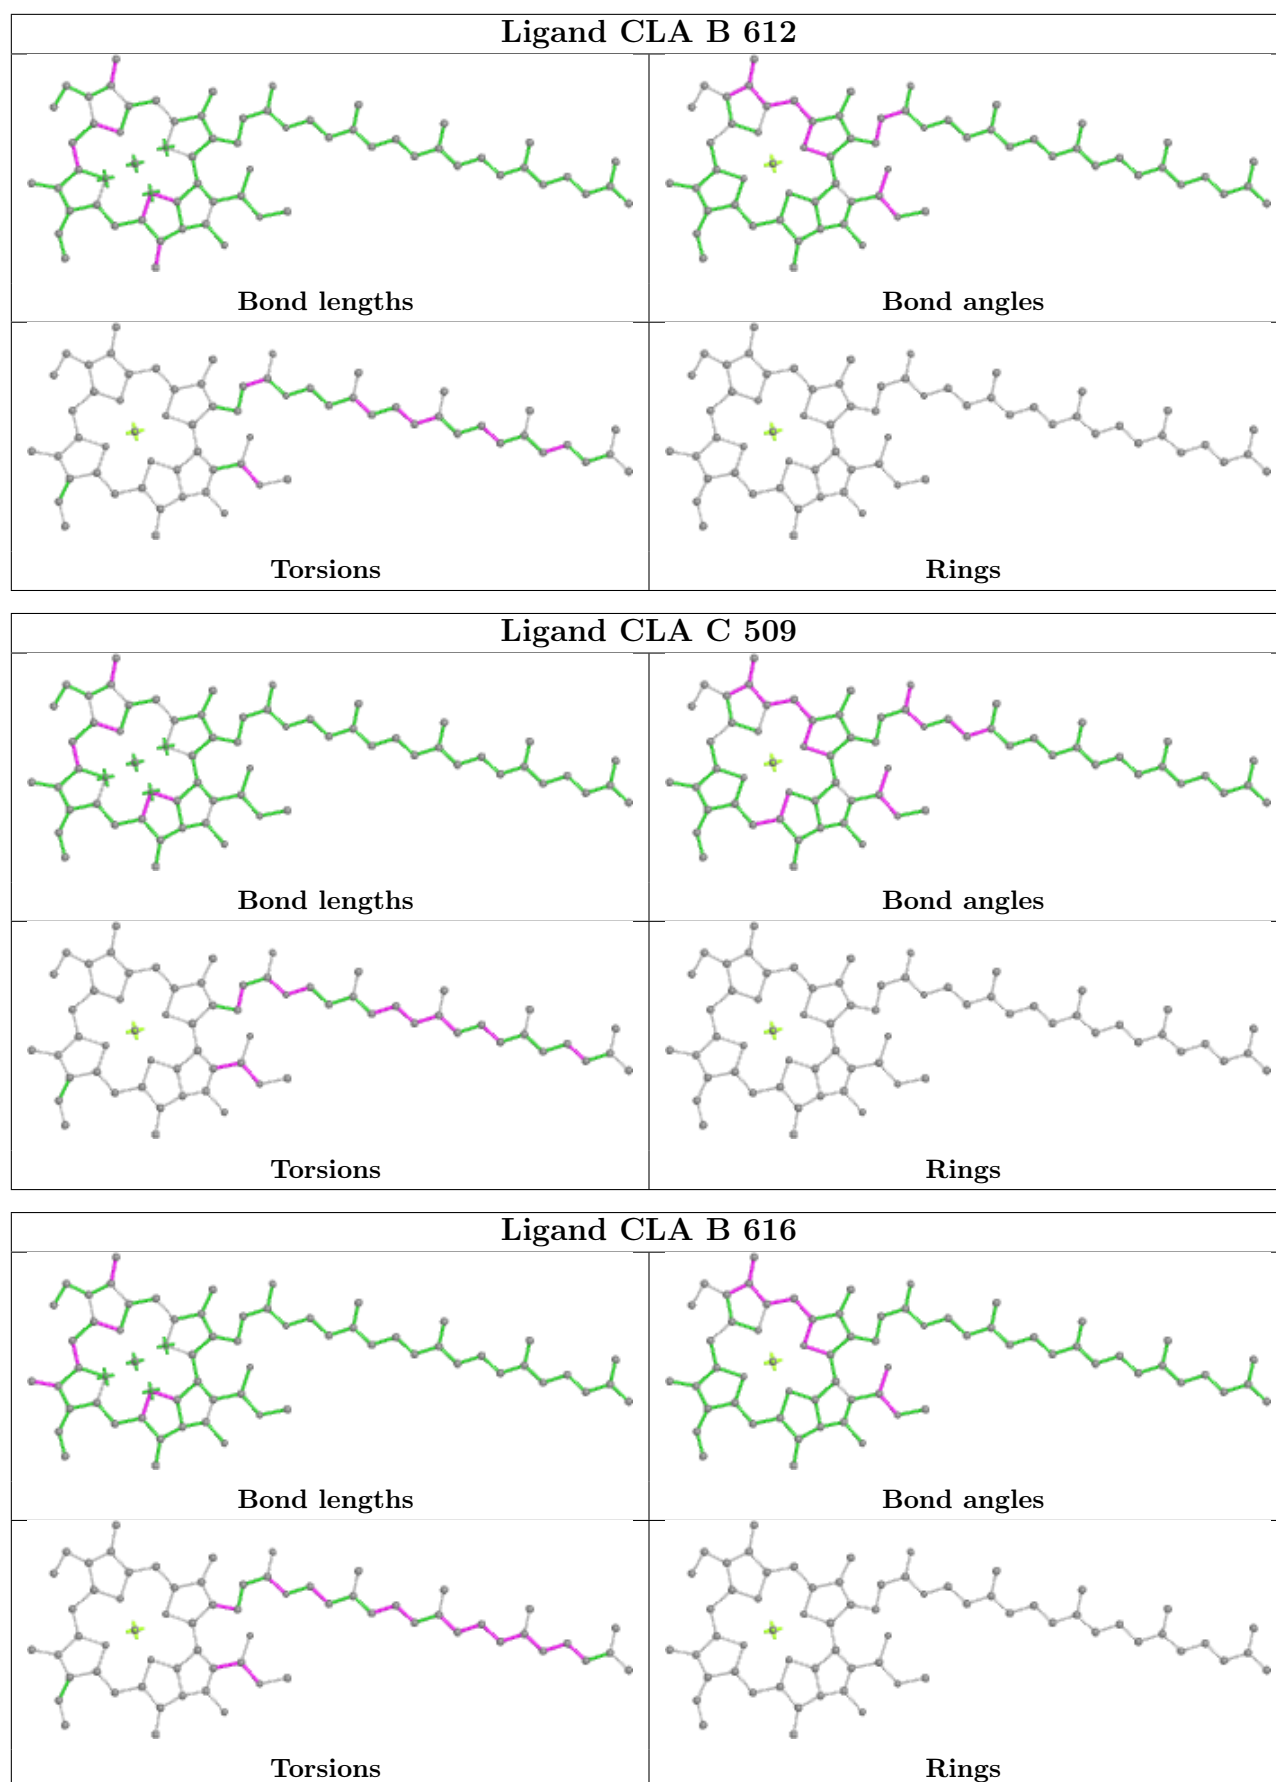 Ligand CLA B 612
Bond lengths
Bond angles
Torsions
Rings
Ligand CLA C 509
Bond lengths
Bond angles
Torsions
Rings
Ligand CLA B 616
Bond lengths
Bond angles
Torsions
Rings